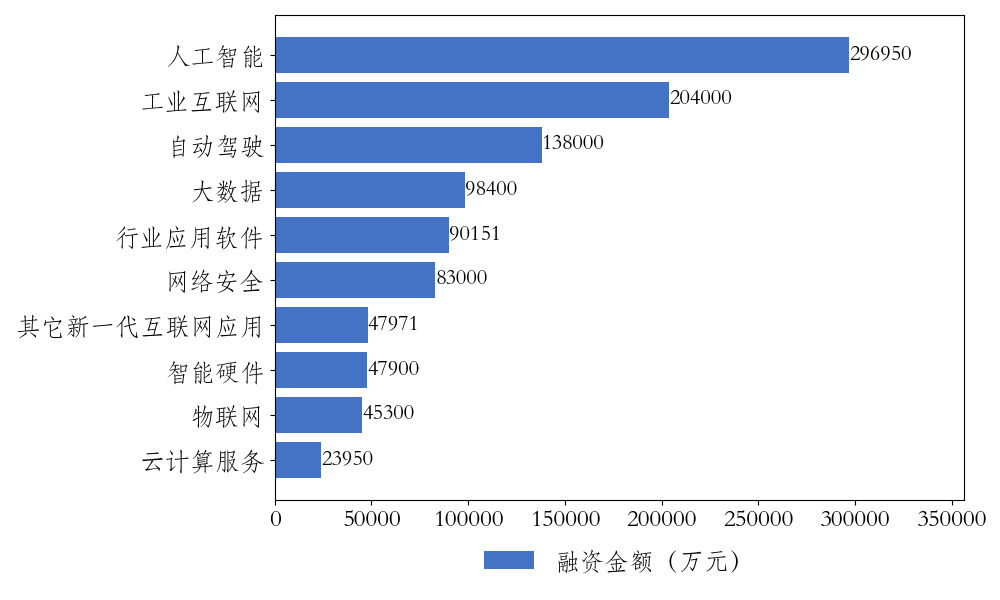 人工智能 296950
工业互联网 204000
自动驾驶 138000
大数据 98400
行业应用软件 90151
网络安全 83000
其它新一代互联网应用 47971
智能硬件 47900
物联网 45300
云计算服务 23950
0 50000 100000 150000 200000 250000 300000 350000
融资金额（万元）